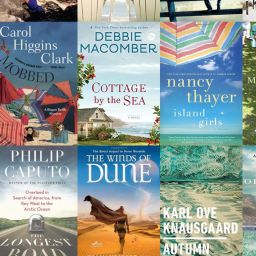 Carol
Higgins
Clark
MOBBED
DEBBIE
MACOMBER
COTTAGE
by the SEA
A NOVEL
nancy
thayer
island
girls
PHILIP
CAPUTO
Overland in
Search of America, from
Key West to the
Arctic Ocean
THE
LONGEST
ROAD
THE WINDS OF
DUNE
KARL OVE
KNAUSGAARD
AUTUMN